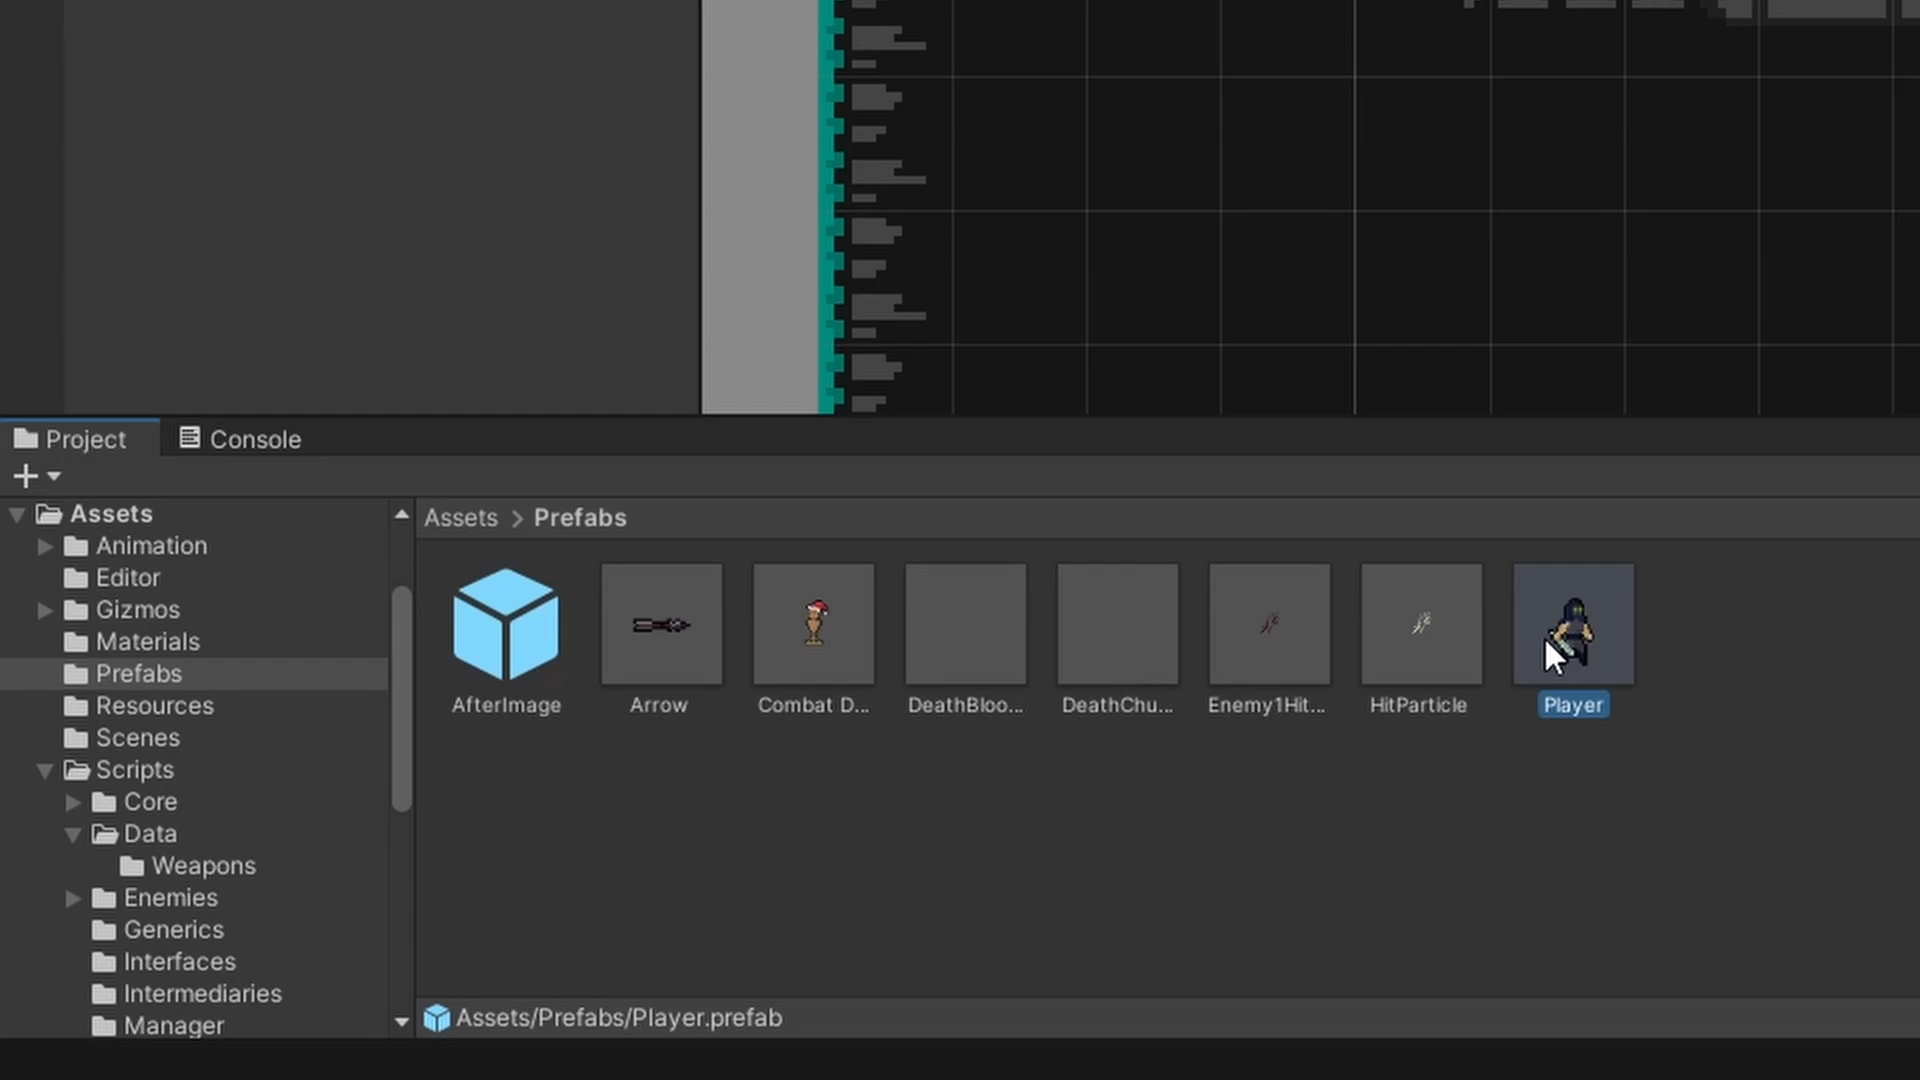 Project
Console
Assets
Animation
Editor
Gizmos
Materials
Prefabs
Resources
Scenes
Scripts
Core
Data
Weapons
Enemies
Generics
Interfaces
Intermediaries
Manager
Assets > Prefabs
AfterImage
Arrow
Combat D...
DeathBloo...
DeathChu...
Enemy1Hit...
HitParticle
Player
Assets/Prefabs/Player.prefab